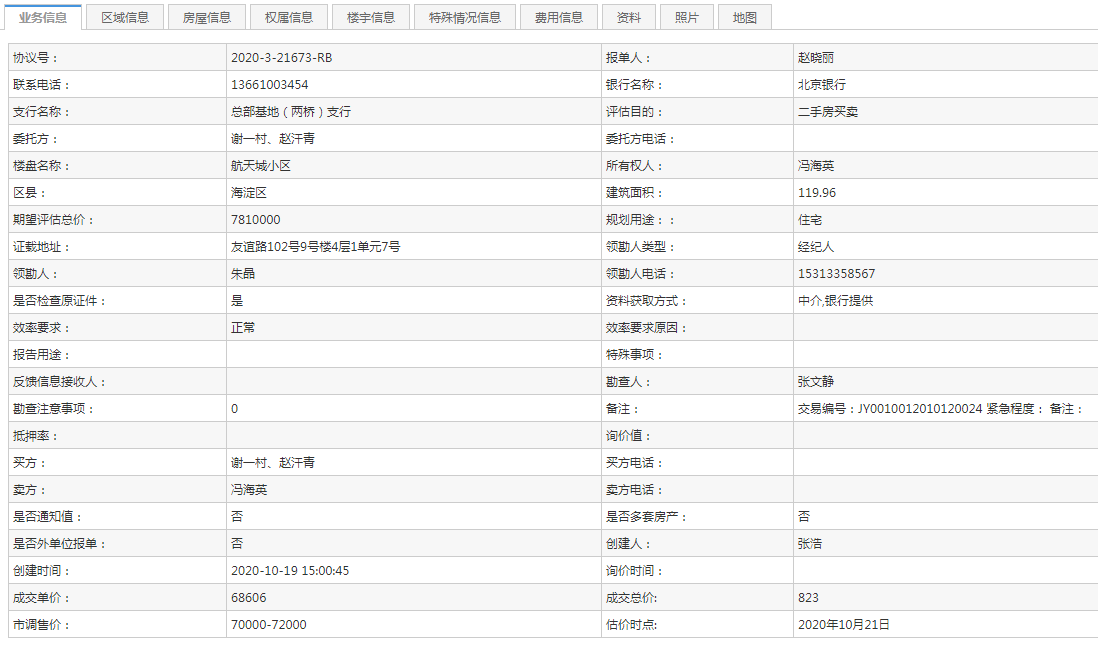 业务信息 区域信息 房屋信息 权属信息 楼宇信息 特殊情况信息 费用信息 资料 照片 地图
协议号： 2020-3-21673-RB 报单人： 赵晓丽
联系电话： 13661003454 银行名称： 北京银行
支行名称： 总部基地（两桥）支行 评估目的： 二手房买卖
委托方： 谢一村、赵汗青 委托方电话：
楼盘名称： 航天城小区 所有权人： 冯海英
区县： 海淀区 建筑面积： 119.96
期望评估总价： 7810000 规划用途：： 住宅
证载地址： 友谊路102号9号楼4层1单元7号 领勘人类型： 经纪人
领勘人： 朱晶 领勘人电话： 15313358567
是否检查原证件： 是 资料获取方式： 中介,银行提供
效率要求： 正常 效率要求原因：
报告用途： 特殊事项：
反馈信息接收人： 勘查人： 张文静
勘查注意事项： 0 备注： 交易编号：JY0010012010120024 紧急程度： 备注：
抵押率： 询价值：
买方： 谢一村、赵汗青 买方电话：
卖方： 冯海英 卖方电话：
是否通知值： 否 是否多套房产： 否
是否外单位报单： 否 创建人： 张浩
创建时间： 2020-10-19 15:00:45 询价时间：
成交单价： 68606 成交总价: 823
市调售价： 70000-72000 估价时点: 2020年10月21日